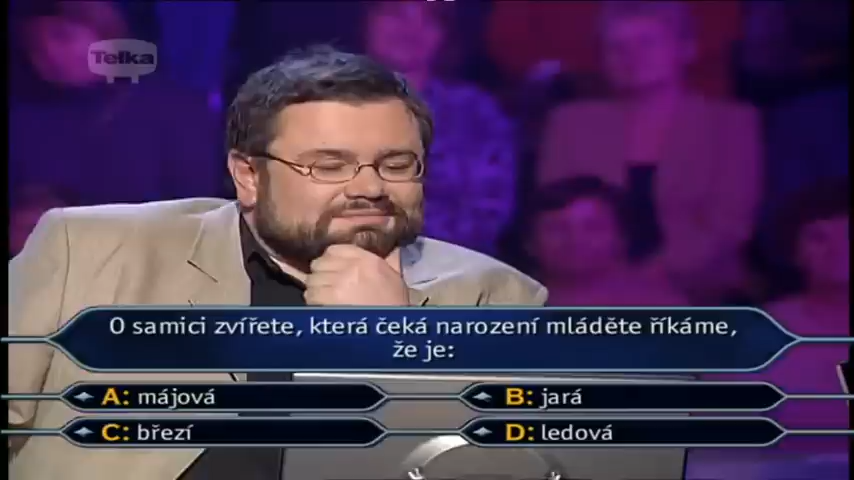 Telka
O samici zvířete, která čeká narození mláděte říkáme,
že je:
A: májová
B: jará
C: březí
D: ledová